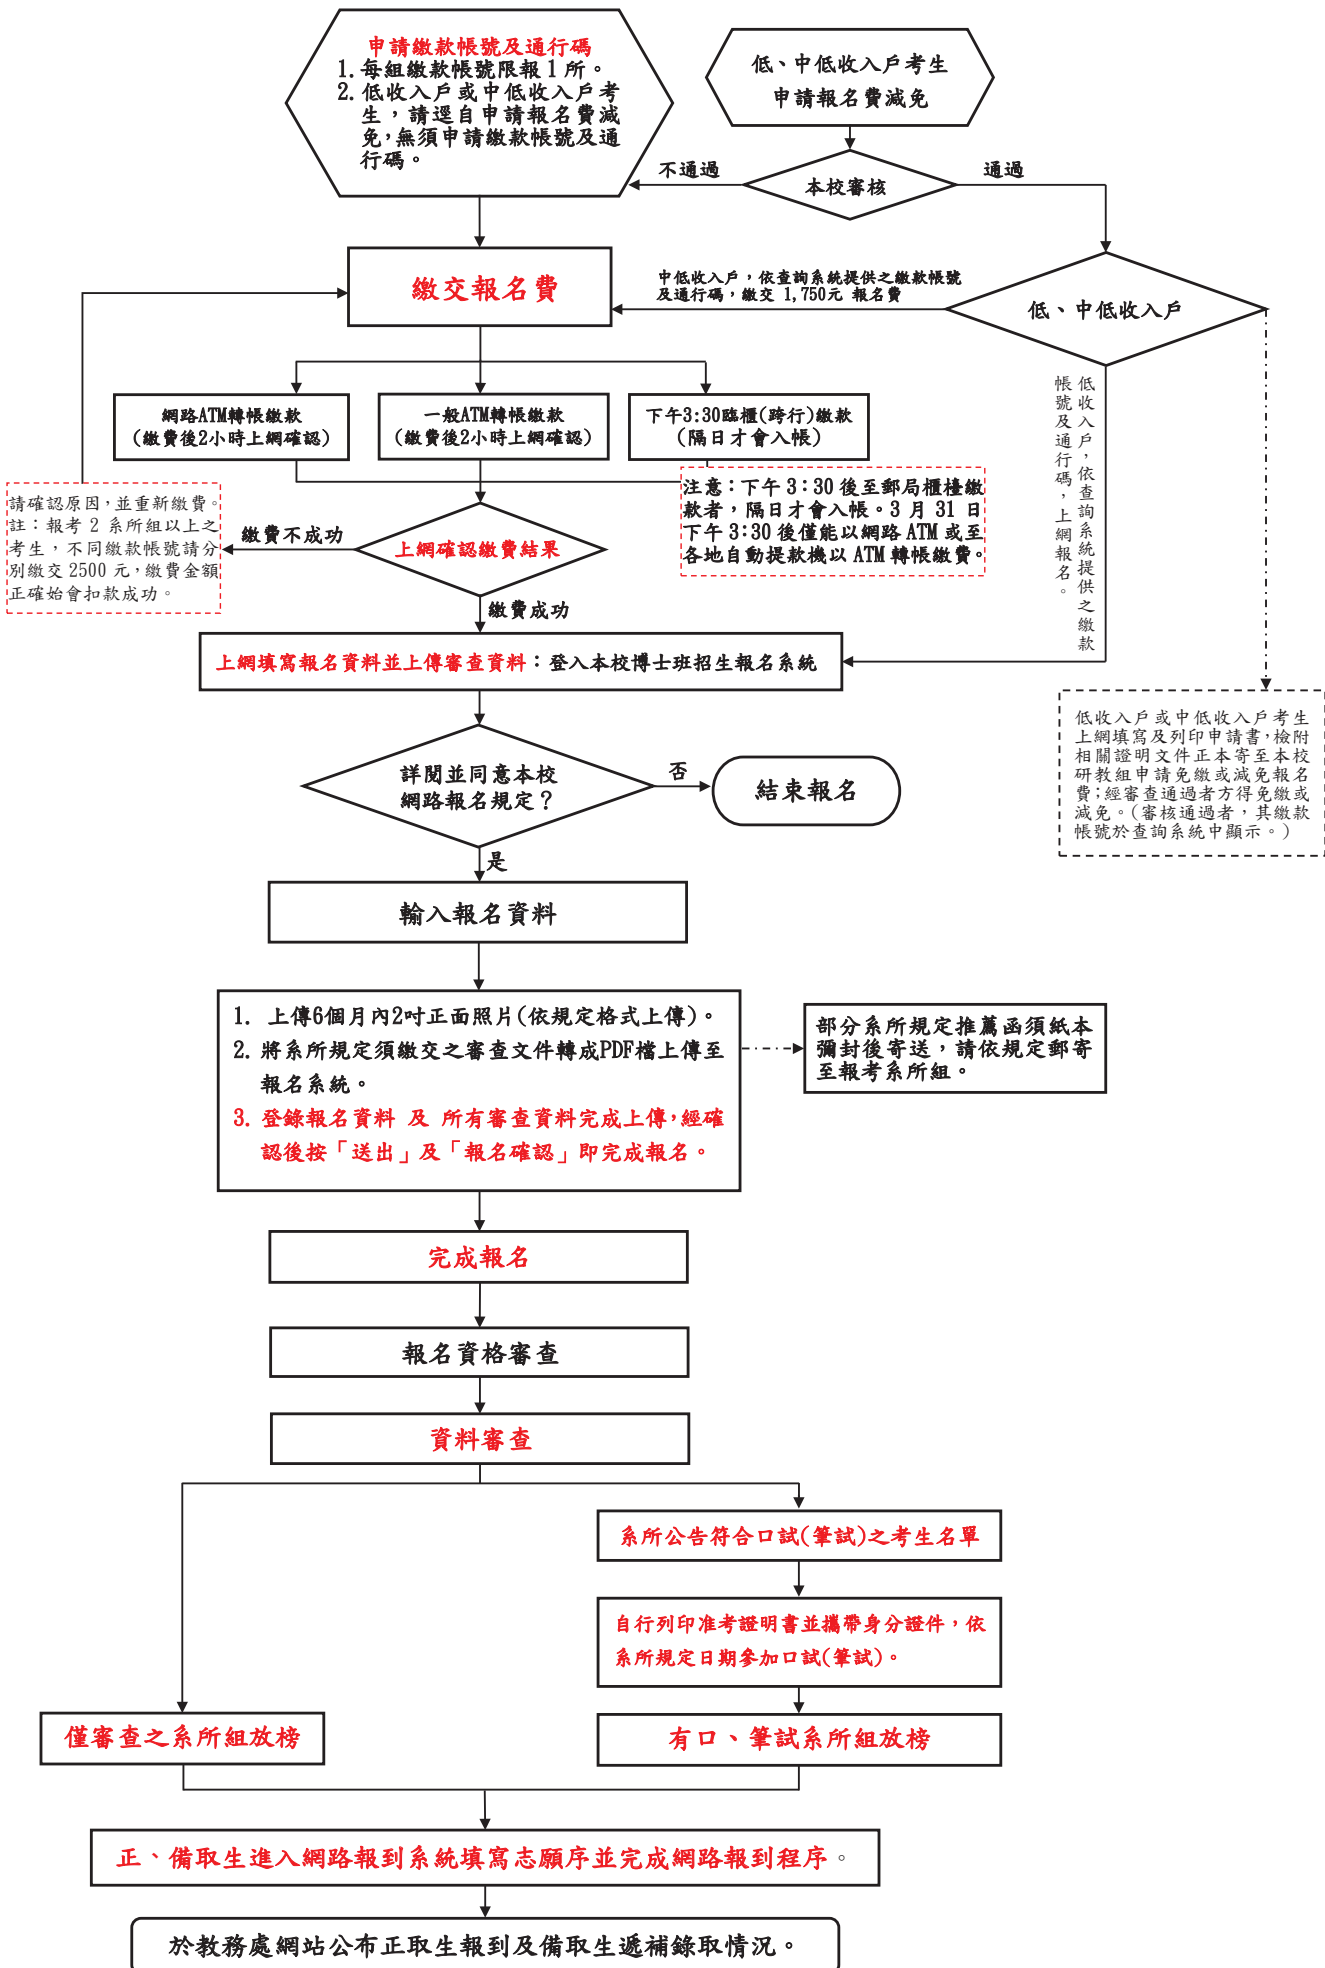 申請繳款帳號及通行碼
1. 每組繳款帳號限報 1 所。
2. 低收入戶或中低收入戶考
生，請逕自申請報名費減
免，無須申請繳款帳號及通
行碼。
低、中低收入戶考生
申請報名費減免
不通過
本校審核
通過
繳交報名費
中低收入戶，依查詢系統提供之繳款帳號
及通行碼，繳交 1,750元 報名費
低、中低收入戶
網路ATM轉帳繳款
(繳費後2小時上網確認)
一般ATM轉帳繳款
(繳費後2小時上網確認)
下午3:30臨櫃(跨行)繳款
(隔日才會入帳)
低收入戶，依查詢系統提供之繳款
帳號及通行碼，上網報名。
請確認原因，並重新繳費。
註：報考 2 系所組以上之
考生，不同繳款帳號請分
別繳交 2500 元，繳費金額
正確始會扣款成功。
繳費不成功
上網確認繳費結果
注意：下午 3：30 後至郵局櫃檯繳
款者，隔日才會入帳。3 月 31 日
下午 3:30 後僅能以網路 ATM 或至
各地自動提款機以 ATM 轉帳繳費。
繳費成功
上網填寫報名資料並上傳審查資料：登入本校博士班招生報名系統
詳閱並同意本校
網路報名規定？
否
結束報名
低收入戶或中低收入戶考生
上網填寫及列印申請書，檢附
相關證明文件正本寄至本校
研教組申請免繳或減免報名
費；經審查通過者方得免繳或
減免。(審核通過者，其繳款
帳號於查詢系統中顯示。)
是
輸入報名資料
1. 上傳6個月內2吋正面照片(依規定格式上傳)。
2. 將系所規定須繳交之審查文件轉成PDF檔上傳至
報名系統。
3. 登錄報名資料 及 所有審查資料完成上傳，經確
認後按「送出」及「報名確認」即完成報名。
部分系所規定推薦函須紙本
彌封後寄送，請依規定郵寄
至報考系所組。
完成報名
報名資格審查
資料審查
系所公告符合口試(筆試)之考生名單
自行列印准考證明書並攜帶身分證件，依
系所規定日期參加口試(筆試)。
僅審查之系所組放榜
有口、筆試系所組放榜
正、備取生進入網路報到系統填寫志願序並完成網路報到程序。
於教務處網站公布正取生報到及備取生遞補錄取情況。